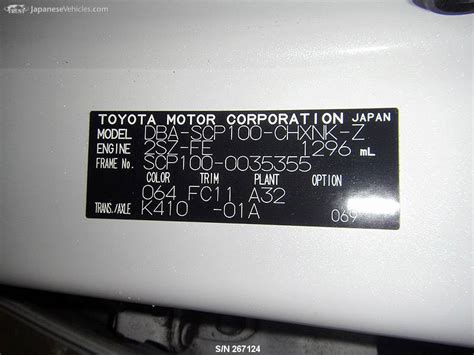 TRUST JapaneseVehicles.com
TOYOTA MOTOR CORPORATION JAPAN
MODEL DBA-SCP100-CHXNK-Z
ENGINE 2SZ-FE 1296 mL
FRAME No. SCP100-0035355
COLOR TRIM PLANT OPTION
064 FC11 A32
TRANS./AXLE K410 -01A
069
S/N 267124